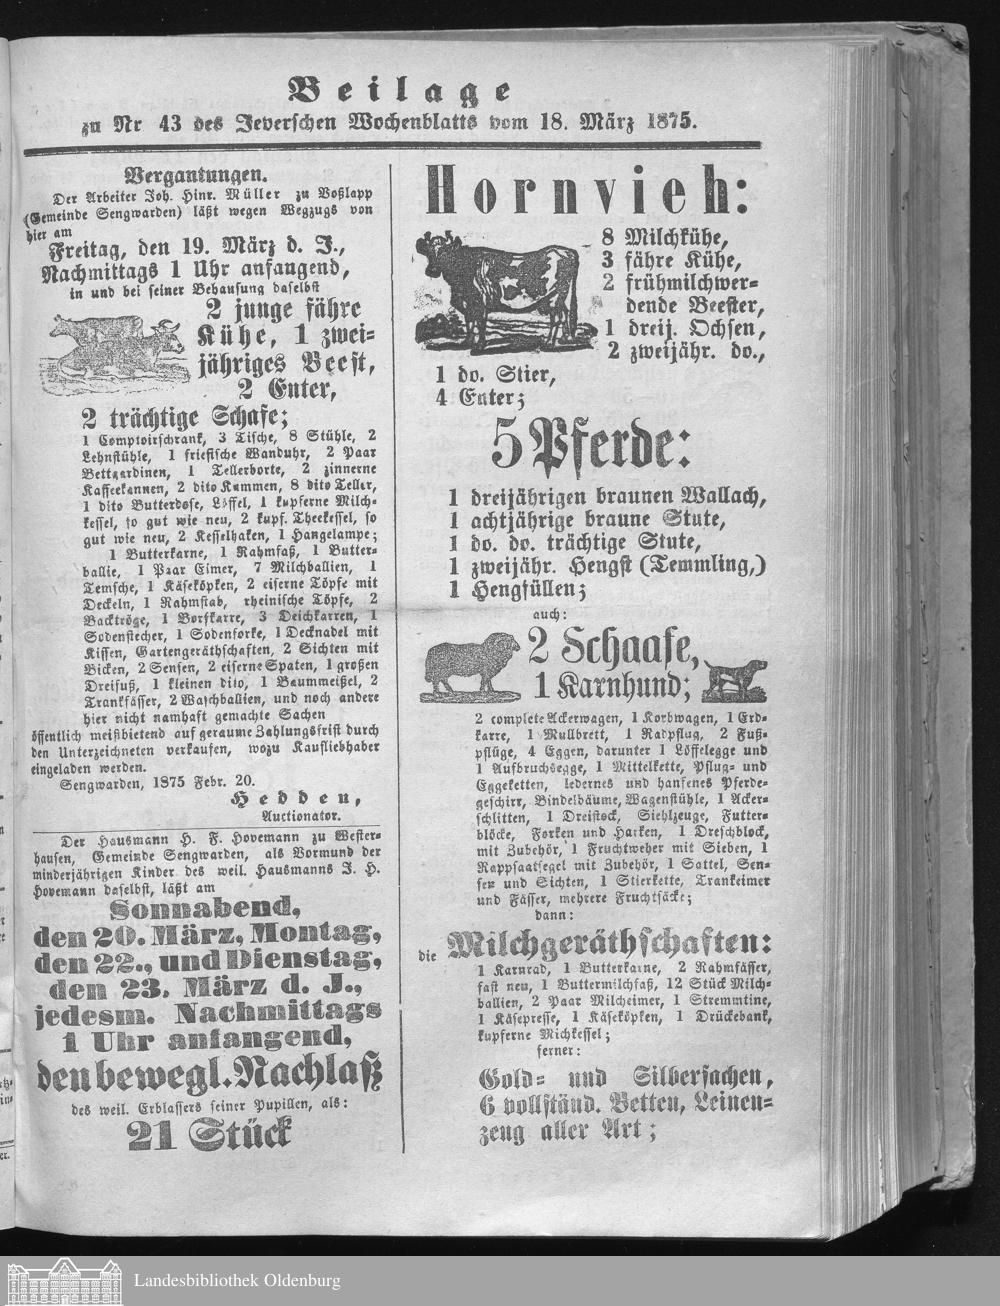 Beilage
zu Nr 43 des Jeverschen Wochenblatts vom 18. März 1875.
Vergantungen.
Der Arbeiter Joh. Hinr. Müller zu Voßlapp
(Gemeinde Sengwarden) läßt wegen Wegzugs von
hier am
Freitag, den 19. März d. J.,
Nachmittags 1 Uhr anfangend,
in und bei seiner Behausung daselbst
2 junge fähre
Kühe, 1 zwei-
jähriges Beest,
2 Enter,
2 trächtige Schafe;
1 Comptoirschrank, 3 Tische, 8 Stühle, 2
Lehnstühle, 1 friesische Wanduhr, 2 Paar
Bettgardinen, 1 Tellerborte, 2 zinnerne
Kaffeekannen, 2 dito Kummen, 8 dito Teller,
1 dito Butterdose, Löffel, 1 kupferne Milch-
kessel, so gut wie neu, 2 kupf. Theekessel, so
gut wie neu, 2 Kesselhaken, 1 Hangelampe;
1 Butterkarne, 1 Rahmfaß, 1 Butter-
ballie, 1 Paar Eimer, 7 Milchballien, 1
Temsche, 1 Käseköpken, 2 eiserne Töpfe mit
Deckeln, 1 Rahmstab, rheinische Töpfe, 2
Backtröge, 1 Borfkarre, 3 Deichkarren, 1
Sodenstecher, 1 Sodenforke, 1 Decknadel mit
Kissen, Gartengeräthschaften, 2 Sichten mit
Bicken, 2 Sensen, 2 eiserne Spaten, 1 großen
Dreifuß, 1 kleinen dito, 1 Baummeißel, 2
Trankfässer, 2 Waschballien, und noch andere
hier nicht namhaft gemachte Sachen
öffentlich meistbietend auf geraume Zahlungsfrist durch
den Unterzeichneten verkaufen, wozu Kaufliebhaber
eingeladen werden.
Sengwarden, 1875 Febr. 20.
Hedden,
Auctionator.
Der Hausmann H. F. Hovemann zu Wester-
hausen, Gemeinde Sengwarden, als Vormund der
minderjährigen Kinder des weil. Hausmanns J. H.
Hovemann daselbst, läßt am
Sonnabend,
den 20. März, Montag,
den 22., und Dienstag,
den 23. März d. J.,
jedesm. Nachmittags
1 Uhr anfangend,
den bewegl. Nachlaß
des weil. Erblassers seiner Pupillen, als:
21 Stück
Hornvieh:
8 Milchkühe,
3 fähre Kühe,
2 frühmilchwer-
dende Beester,
1 dreij. Ochsen,
2 zweijähr. do.,
1 do. Stier,
4 Enter;
5 Pferde:
1 dreijährigen braunen Wallach,
1 achtjährige braune Stute,
1 do. do. trächtige Stute,
1 zweijähr. Hengst (Temmling,)
1 Hengfüllen;
auch:
2 Schaafe,
1 Karnhund;
2 complete Ackerwagen, 1 Korbwagen, 1 Erd-
karre, 1 Mullbrett, 1 Radpflug, 2 Fuß-
pflüge, 4 Eggen, darunter 1 Löffelegge und
1 Aufbruchsegge, 1 Mittelkette, Pflug- und
Eggeketten, ledernes und hanfenes Pferde-
geschirr, Bindelbäume, Wagenstühle, 1 Acker-
schlitten, 1 Dreistock, Siehlzeuge, Futter-
blöcke, Forken und Harken, 1 Dreschblock,
mit Zubehör, 1 Fruchtweher mit Sieben, 1
Rappsaatsegel mit Zubehör, 1 Sattel, Sen-
sen und Sichten, 1 Stierkette, Trankeimer
und Fässer, mehrere Fruchtsäcke;
dann:
die Milchgeräthschaften:
1 Karnrad, 1 Butterkarne, 2 Rahmfässer,
fast neu, 1 Buttermilchfaß, 12 Stück Milch-
ballien, 2 Paar Milcheimer, 1 Stremmtine,
1 Käsepresse, 1 Käseköpken, 1 Drückebank,
kupferne Michkessel;
ferner:
Gold- und Silbersachen,
6 vollständ. Betten, Leinen-
zeug aller Art;
Landesbibliothek Oldenburg